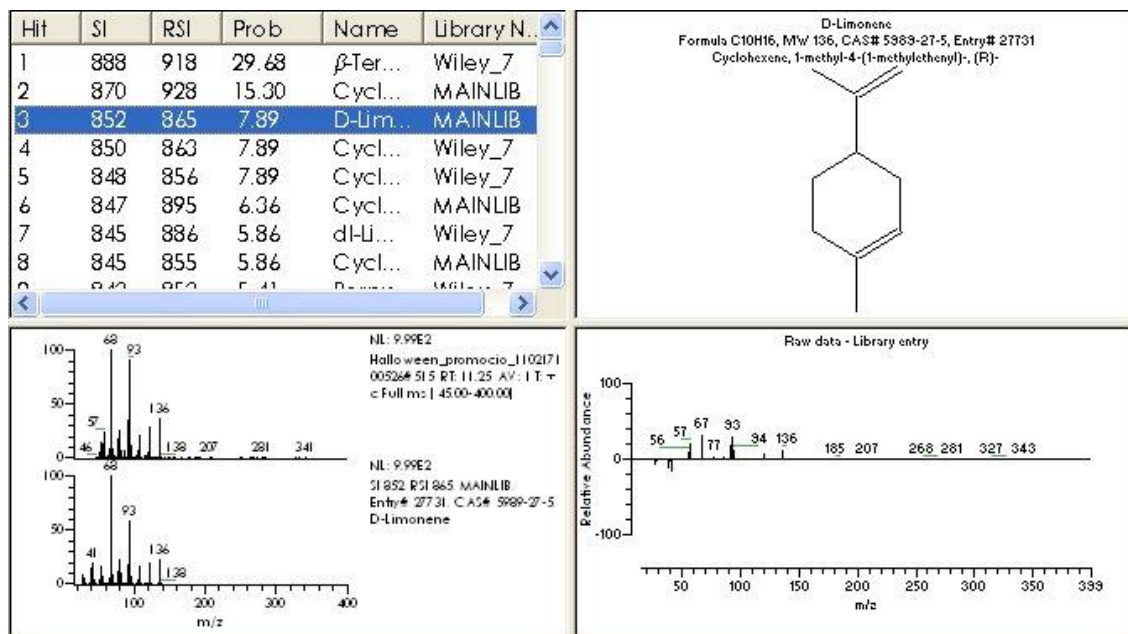 Hit SI RSI Prob Name Library N...
1 888 918 29.68 β-Ter... Wiley_7
2 870 928 15.30 Cycl... MAINLIB
3 852 865 7.89 D-Lim... MAINLIB
4 850 863 7.89 Cycl... Wiley_7
5 848 856 7.89 Cycl... Wiley_7
6 847 895 6.36 Cycl... MAINLIB
7 845 886 5.86 dl-Li... Wiley_7
8 845 855 5.86 Cycl... MAINLIB
D-Limonene
Formula C10H16, MW 136, CAS# 5989-27-5, Entry# 27731
Cyclohexene, 1-methyl-4-(1-methylethenyl)-, (R)-
68
100
93
50
57
136
46
138
207
281
341
0
NL: 9.99E2
Halloween_promocio_1102171
00526# 515 RT: 11.25 AV: 1 T: +
c Full ms [ 45.00-400.00]
68
100
93
50
41
136
138
0
100 200 300 400
m/z
NL: 9.99E2
SI 852 RSI 865 MAINLIB
Entry# 27731, CAS# 5989-27-5,
D-Limonene
Raw data - Library entry
Relative Abundance
100
0
-100
56 57 67 77 93 94 136 185 207 268 281 327 343
50 100 150 200 250 300 350 399
m/z